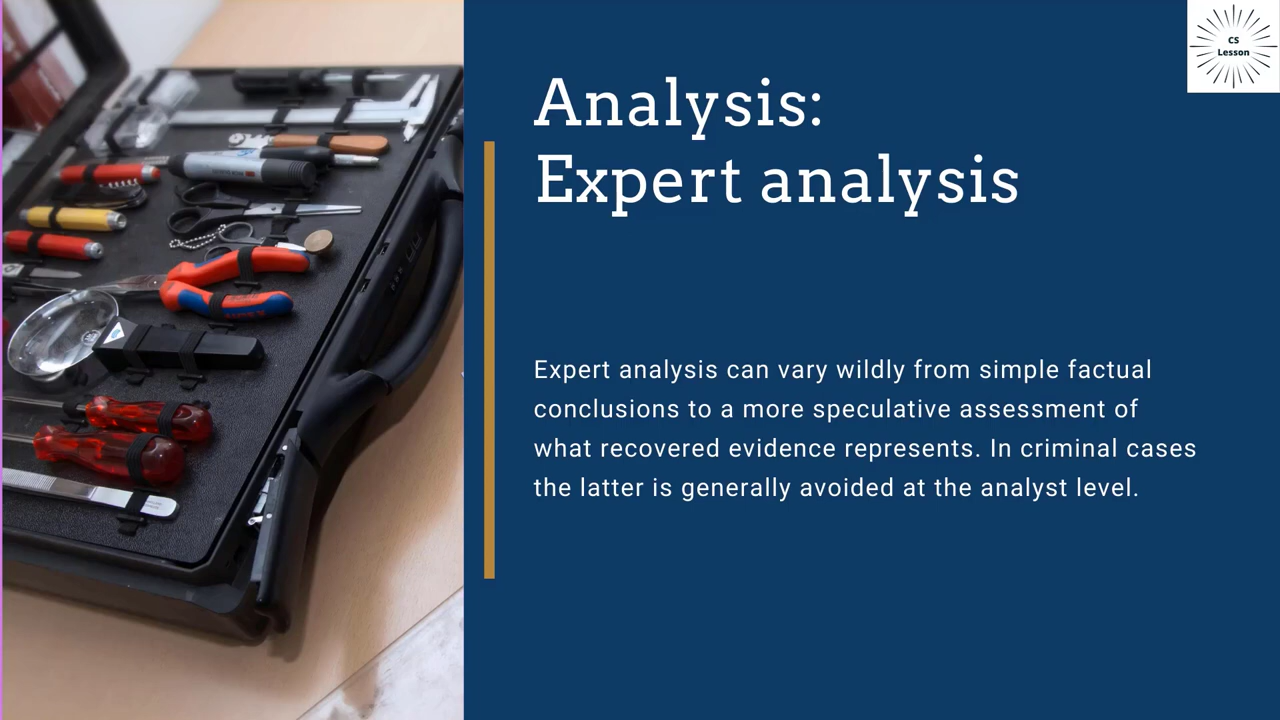 CS
Lesson
Analysis:
Expert analysis
Expert analysis can vary wildly from simple factual
conclusions to a more speculative assessment of
what recovered evidence represents. In criminal cases
the latter is generally avoided at the analyst level.